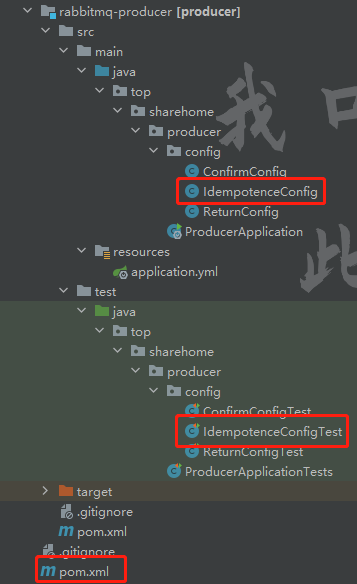 rabbitmq-producer [producer]
src
main
java
top
sharehome
producer
config
ConfirmConfig
IdempotenceConfig
ReturnConfig
ProducerApplication
resources
application.yml
test
java
top
sharehome
producer
config
ConfirmConfigTest
IdempotenceConfigTest
ReturnConfigTest
ProducerApplicationTests
target
.gitignore
pom.xml
.gitignore
pom.xml
我
此